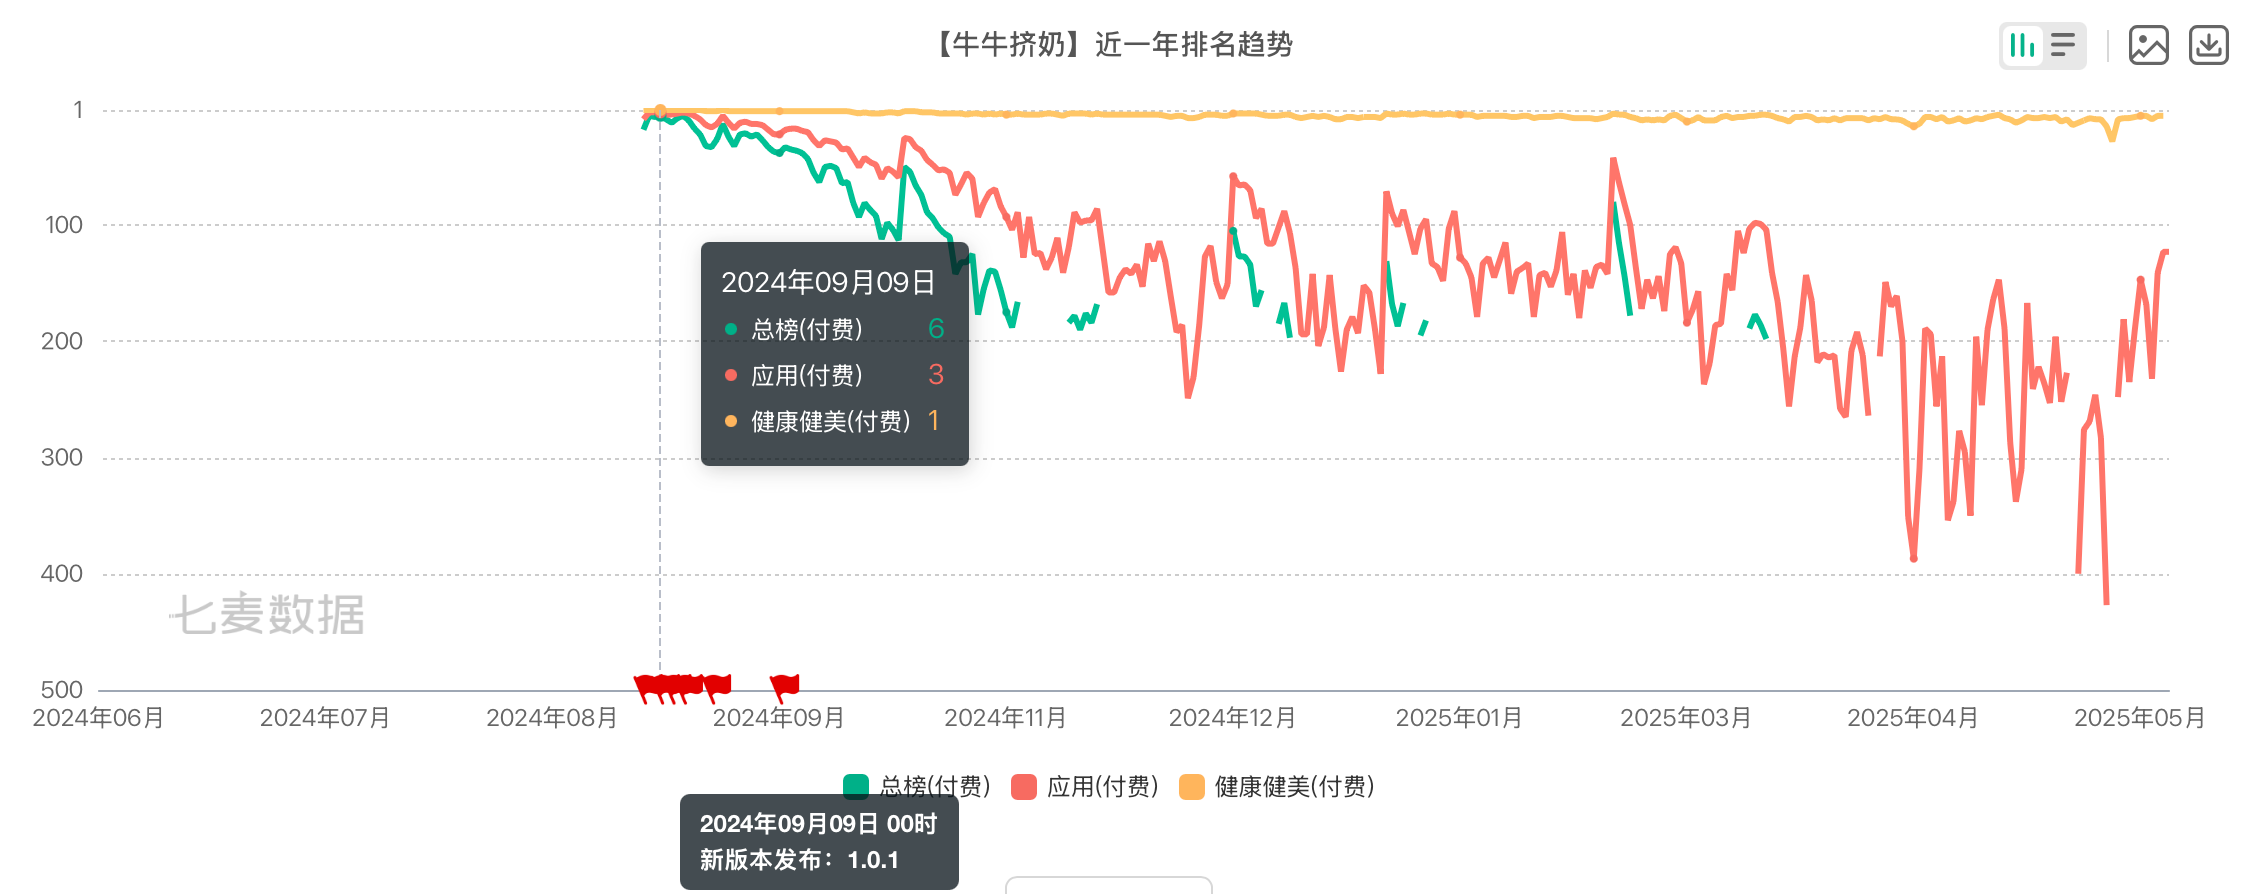 【牛牛挤奶】近一年排名趋势
1
100
200
300
400
500
2024年09月09日
总榜(付费) 6
应用(付费) 3
健康健美(付费) 1
七麦数据
2024年06月 2024年07月 2024年08月 2024年09月 2024年11月 2024年12月 2025年01月 2025年03月 2025年04月 2025年05月
总榜(付费) 应用(付费) 健康健美(付费)
2024年09月09日 00时
新版本发布：1.0.1